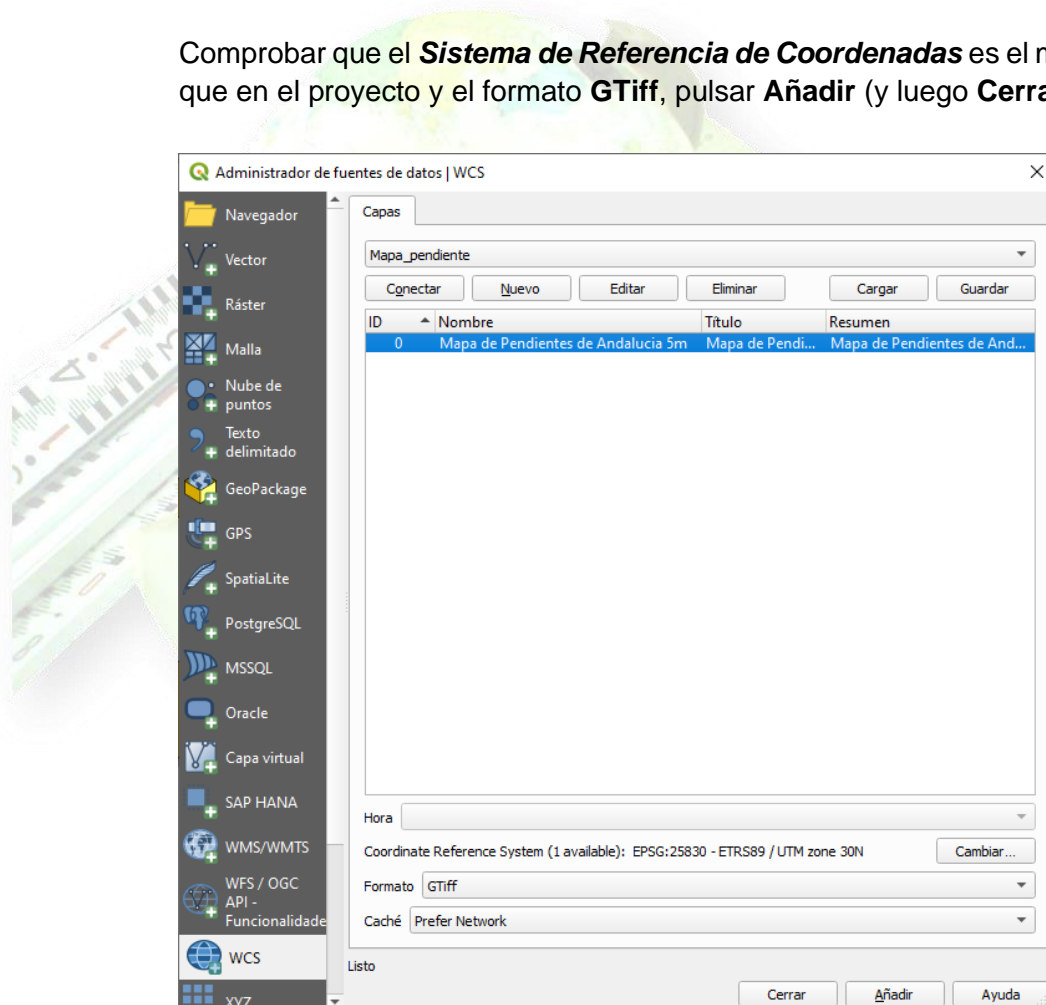 Comprobar que el Sistema de Referencia de Coordenadas es el
que en el proyecto y el formato GTiff, pulsar Añadir (y luego
Administrador de fuentes de datos | WCS
Navegador
Vector
Ráster
Malla
Nube de
puntos
Texto
delimitado
GeoPackage
GPS
SpatiaLite
PostgreSQL
MSSQL
Oracle
Capa virtual
SAP HANA
WMS/WMTS
WFS / OGC
API -
Funcionalidade
WCS
XYZ
Capas
Mapa_pendiente
Conectar Nuevo Editar Eliminar Cargar Guardar
ID Nombre Título Resumen
0 Mapa de Pendientes de Andalucia 5m Mapa de Pendi... Mapa de Pendientes de And...
Hora
Coordinate Reference System (1 available): EPSG:25830 - ETRS89 / UTM zone 30N Cambiar...
Formato GTiff
Caché Prefer Network
Listo
Cerrar Añadir Ayuda